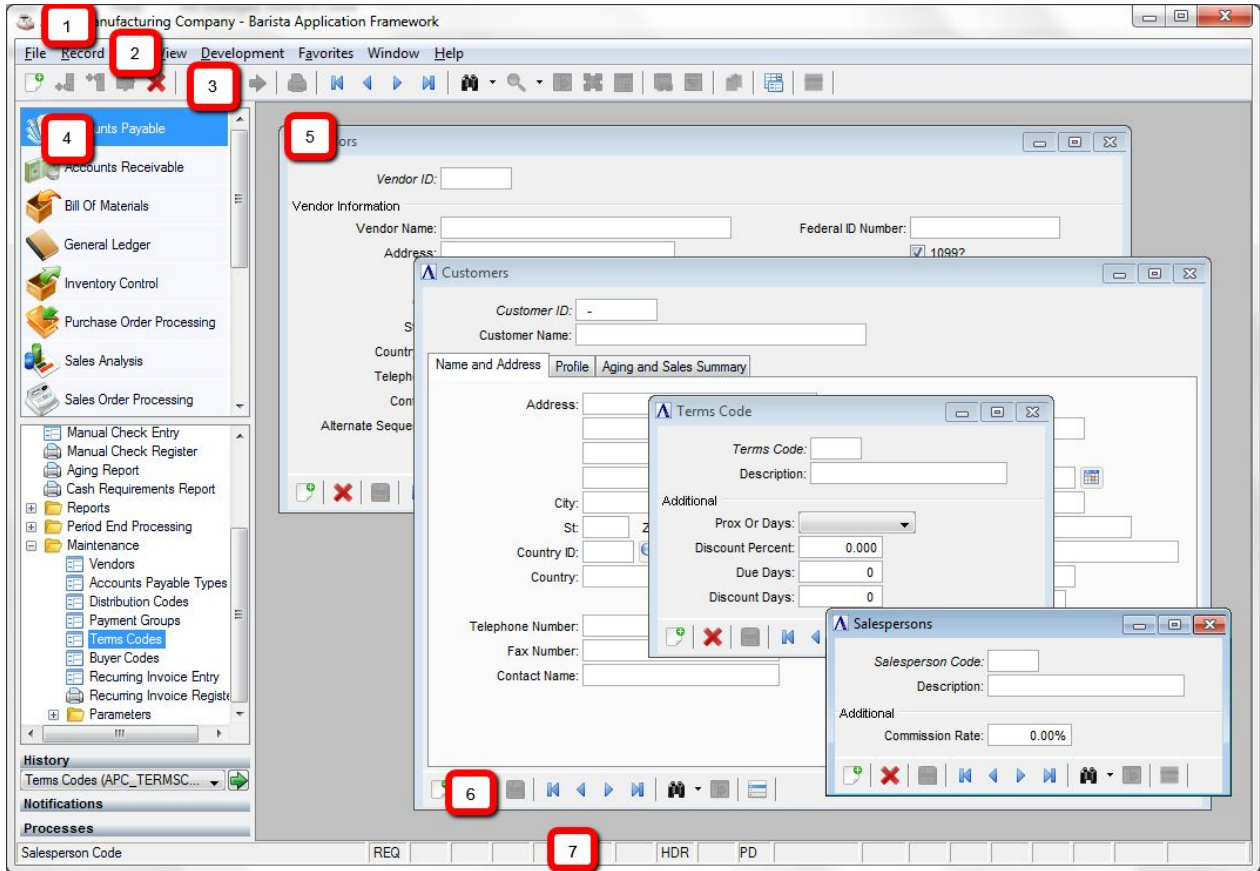 1 anufacturing Company - Barista Application Framework
File Record 2 View Development Favorites Window Help
3
4 unts Payable
Accounts Receivable
Bill Of Materials
General Ledger
Inventory Control
Purchase Order Processing
Sales Analysis
Sales Order Processing
Manual Check Entry
Manual Check Register
Aging Report
Cash Requirements Report
Reports
Period End Processing
Maintenance
Vendors
Accounts Payable Types
Distribution Codes
Payment Groups
Terms Codes
Buyer Codes
Recurring Invoice Entry
Recurring Invoice Registe
Parameters
History
Terms Codes (APC_TERMSC...
Notifications
Processes
5 ors
Vendor ID:
Vendor Information
Vendor Name:
Federal ID Number:
Address:
1099?
S
Countr
Teleph
Cont
Alternate Seque
Customers
Customer ID: -
Customer Name:
Name and Address Profile Aging and Sales Summary
Address:
City:
St: Z
Country ID:
Country:
Telephone Number:
Fax Number:
Contact Name:
6
Terms Code
Terms Code:
Description:
Additional
Prox Or Days:
Discount Percent: 0.000
Due Days: 0
Discount Days: 0
Salespersons
Salesperson Code:
Description:
Additional
Commission Rate: 0.00%
Salesperson Code REQ 7 HDR PD